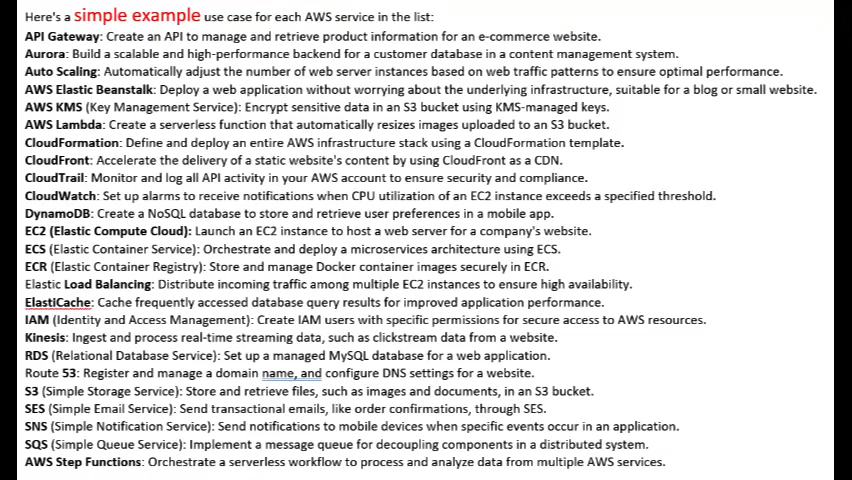 Here's a simple example use case for each AWS service in the list:
API Gateway: Create an API to manage and retrieve product information for an e-commerce website.
Aurora: Build a scalable and high-performance backend for a customer database in a content management system.
Auto Scaling: Automatically adjust the number of web server instances based on web traffic patterns to ensure optimal performance.
AWS Elastic Beanstalk: Deploy a web application without worrying about the underlying infrastructure, suitable for a blog or small website.
AWS KMS (Key Management Service): Encrypt sensitive data in an S3 bucket using KMS-managed keys.
AWS Lambda: Create a serverless function that automatically resizes images uploaded to an S3 bucket.
CloudFormation: Define and deploy an entire AWS infrastructure stack using a CloudFormation template.
CloudFront: Accelerate the delivery of a static website's content by using CloudFront as a CDN.
CloudTrail: Monitor and log all API activity in your AWS account to ensure security and compliance.
CloudWatch: Set up alarms to receive notifications when CPU utilization of an EC2 instance exceeds a specified threshold.
DynamoDB: Create a NoSQL database to store and retrieve user preferences in a mobile app.
EC2 (Elastic Compute Cloud): Launch an EC2 instance to host a web server for a company's website.
ECS (Elastic Container Service): Orchestrate and deploy a microservices architecture using ECS.
ECR (Elastic Container Registry): Store and manage Docker container images securely in ECR.
Elastic Load Balancing: Distribute incoming traffic among multiple EC2 instances to ensure high availability.
ElastiCache: Cache frequently accessed database query results for improved application performance.
IAM (Identity and Access Management): Create IAM users with specific permissions for secure access to AWS resources.
Kinesis: Ingest and process real-time streaming data, such as clickstream data from a website.
RDS (Relational Database Service): Set up a managed MySQL database for a web application.
Route 53: Register and manage a domain name, and configure DNS settings for a website.
S3 (Simple Storage Service): Store and retrieve files, such as images and documents, in an S3 bucket.
SES (Simple Email Service): Send transactional emails, like order confirmations, through SES.
SNS (Simple Notification Service): Send notifications to mobile devices when specific events occur in an application.
SQS (Simple Queue Service): Implement a message queue for decoupling components in a distributed system.
AWS Step Functions: Orchestrate a serverless workflow to process and analyze data from multiple AWS services.